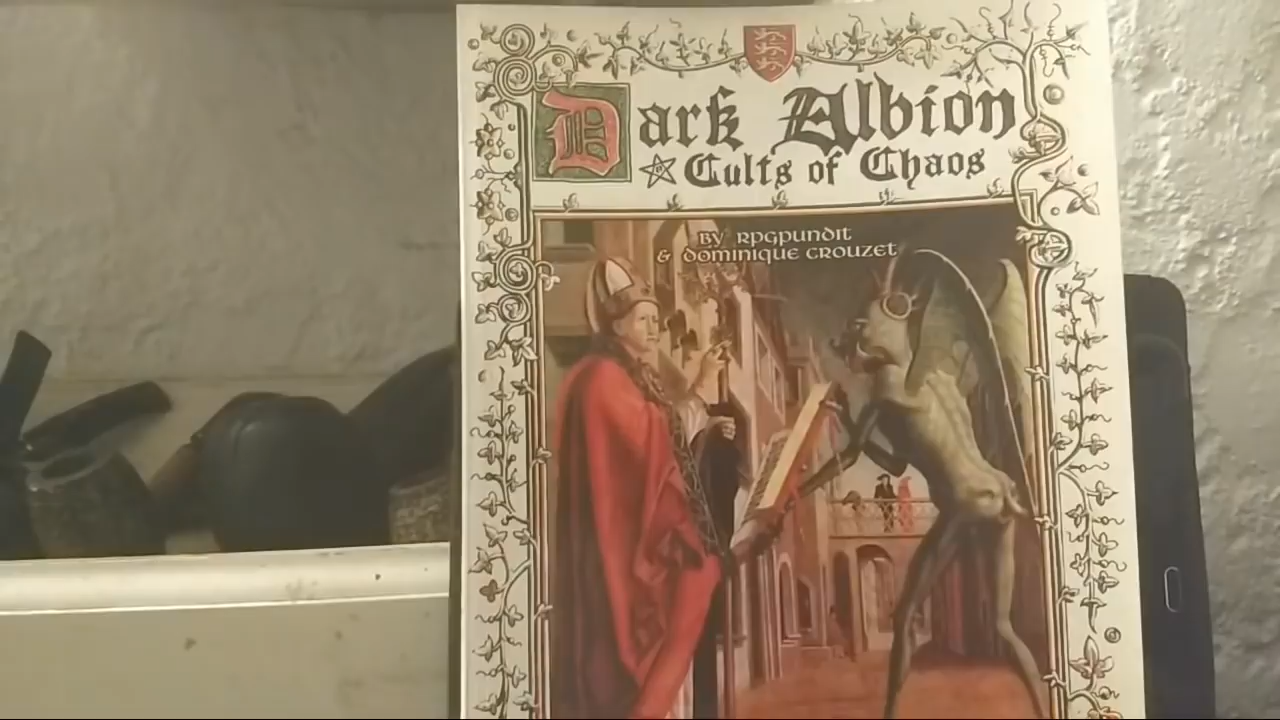 Dark Albion
Cults of Chaos
BY RPGPUNDIT
& DOMINIQUE CROUZET